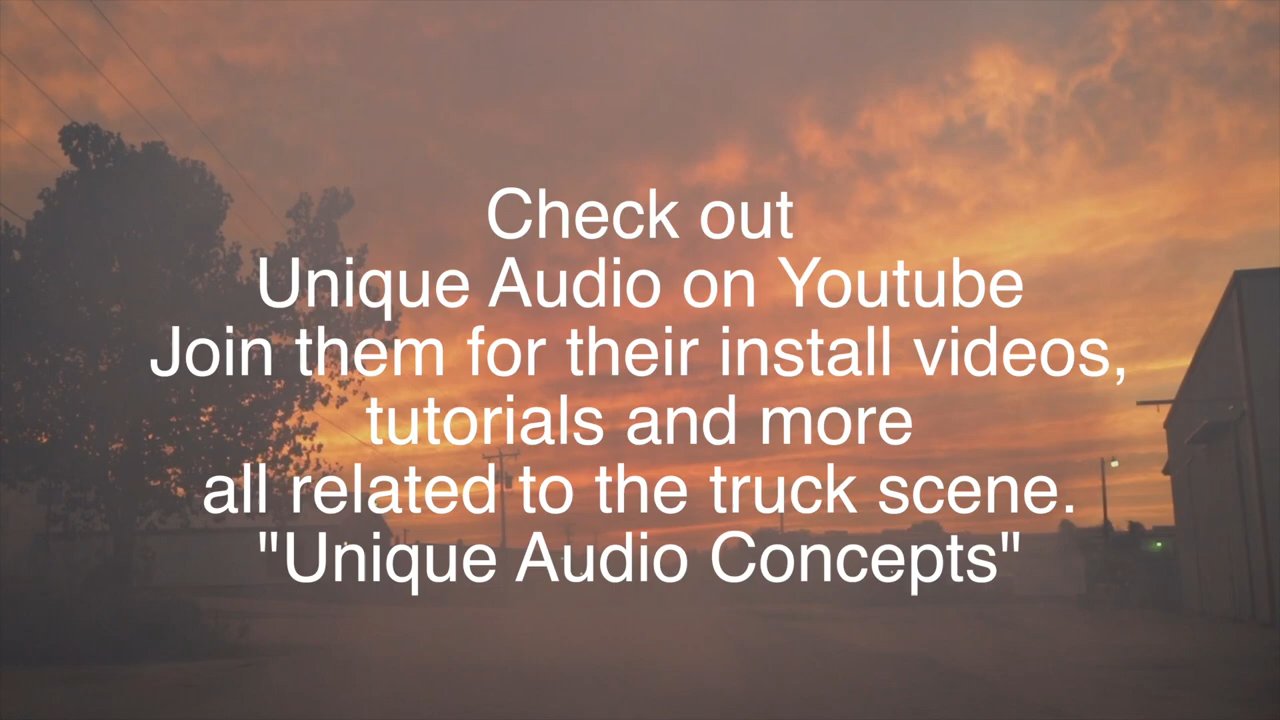 Check out
Unique Audio on Youtube
Join them for their install videos,
tutorials and more
all related to the truck scene.
"Unique Audio Concepts"